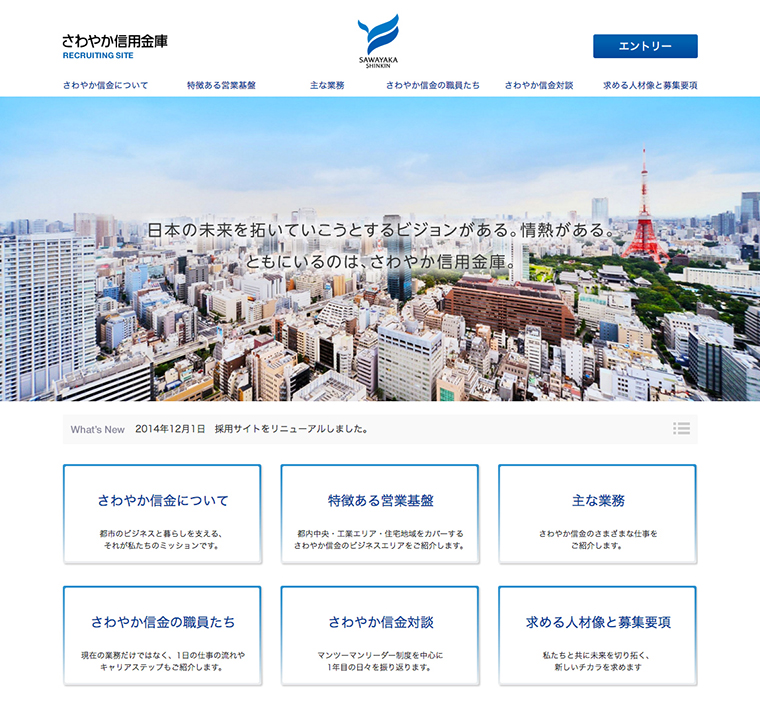 さわやか信用金庫
RECRUITING SITE
SAWAYAKA
SHINKIN
エントリー
さわやか信金について
特徴ある営業基盤
主な業務
さわやか信金の職員たち
さわやか信金対談
求める人材像と募集要項
日本の未来を拓いていこうとするビジョンがある。情熱がある。
ともにいるのは、さわやか信用金庫。
What's New 2014年12月1日 採用サイトをリニューアルしました。
さわやか信金について
都市のビジネスと暮らしを支える、
それが私たちのミッションです。
特徴ある営業基盤
都内中央・工業エリア・住宅地域をカバーする
さわやか信金のビジネスエリアをご紹介します。
主な業務
さわやか信金のさまざまな仕事を
ご紹介します。
さわやか信金の職員たち
現在の業務だけではなく、1日の仕事の流れや
キャリアステップもご紹介します。
さわやか信金対談
マンツーマンリーダー制度を中心に
1年目の日々を振り返ります。
求める人材像と募集要項
私たちと共に未来を切り拓く、
新しいチカラを求めます